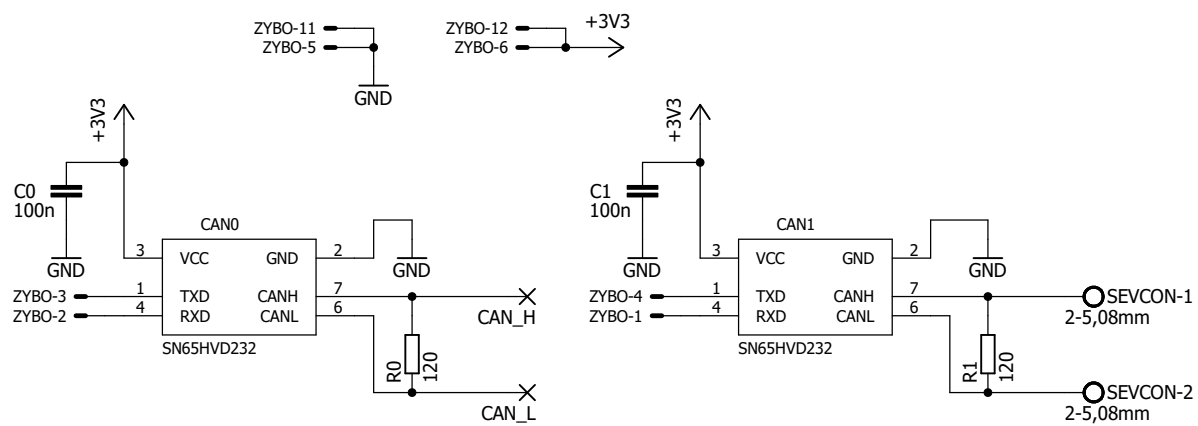 ZYBO-11
ZYBO-5
GND
ZYBO-12
ZYBO-6
+3V3
+3V3
C0
100n
GND
CAN0
3
VCC
GND
2
GND
ZYBO-3
1
TXD
CANH
7
ZYBO-2
4
RXD
CANL
6
SN65HVD232
R0
120
CAN_H
CAN_L
+3V3
C1
100n
GND
CAN1
3
VCC
GND
2
GND
ZYBO-4
1
TXD
CANH
7
ZYBO-1
4
RXD
CANL
6
SN65HVD232
R1
120
SEVCON-1
2-5,08mm
SEVCON-2
2-5,08mm